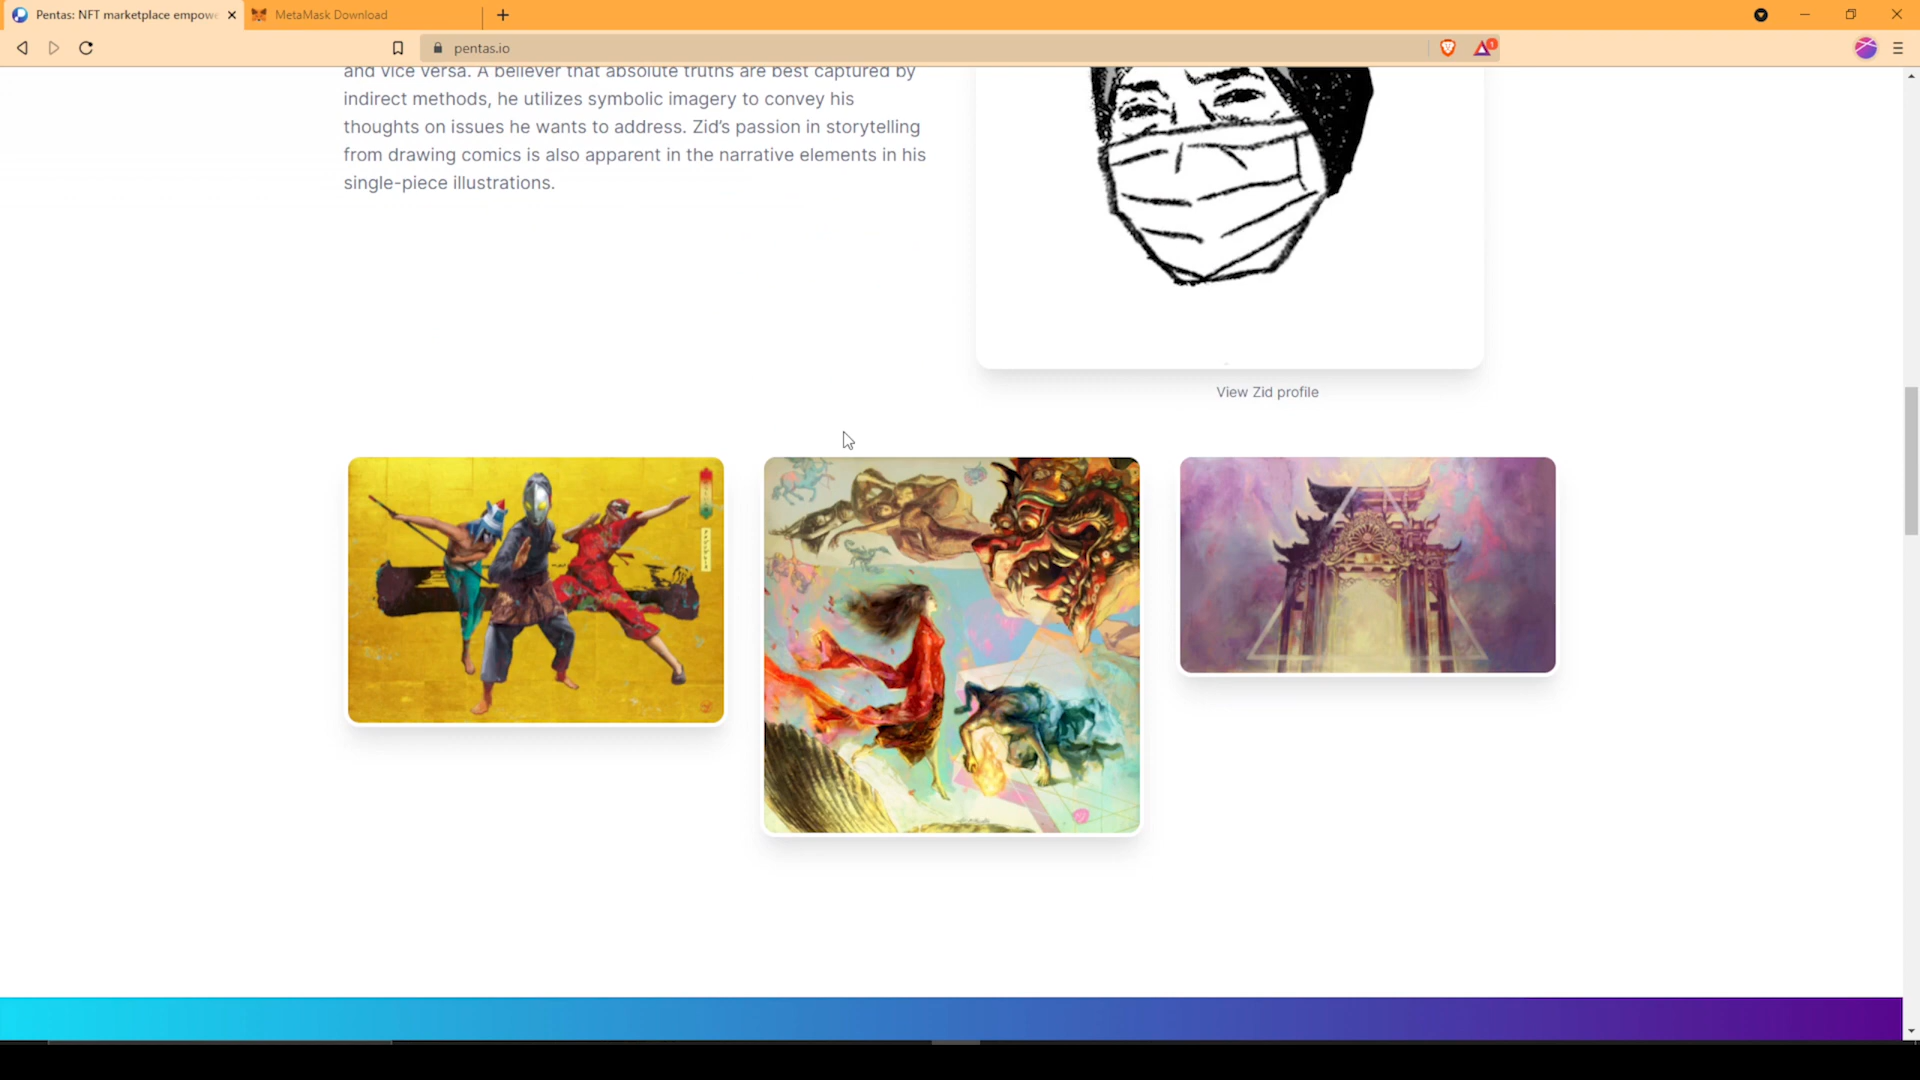 Pentas: NFT marketplace empowe
MetaMask Download
pentas.io
1
and vice versa. A believer that absolute truths are best captured by
indirect methods, he utilizes symbolic imagery to convey his
thoughts on issues he wants to address. Zid’s passion in storytelling
from drawing comics is also apparent in the narrative elements in his
single-piece illustrations.
View Zid profile